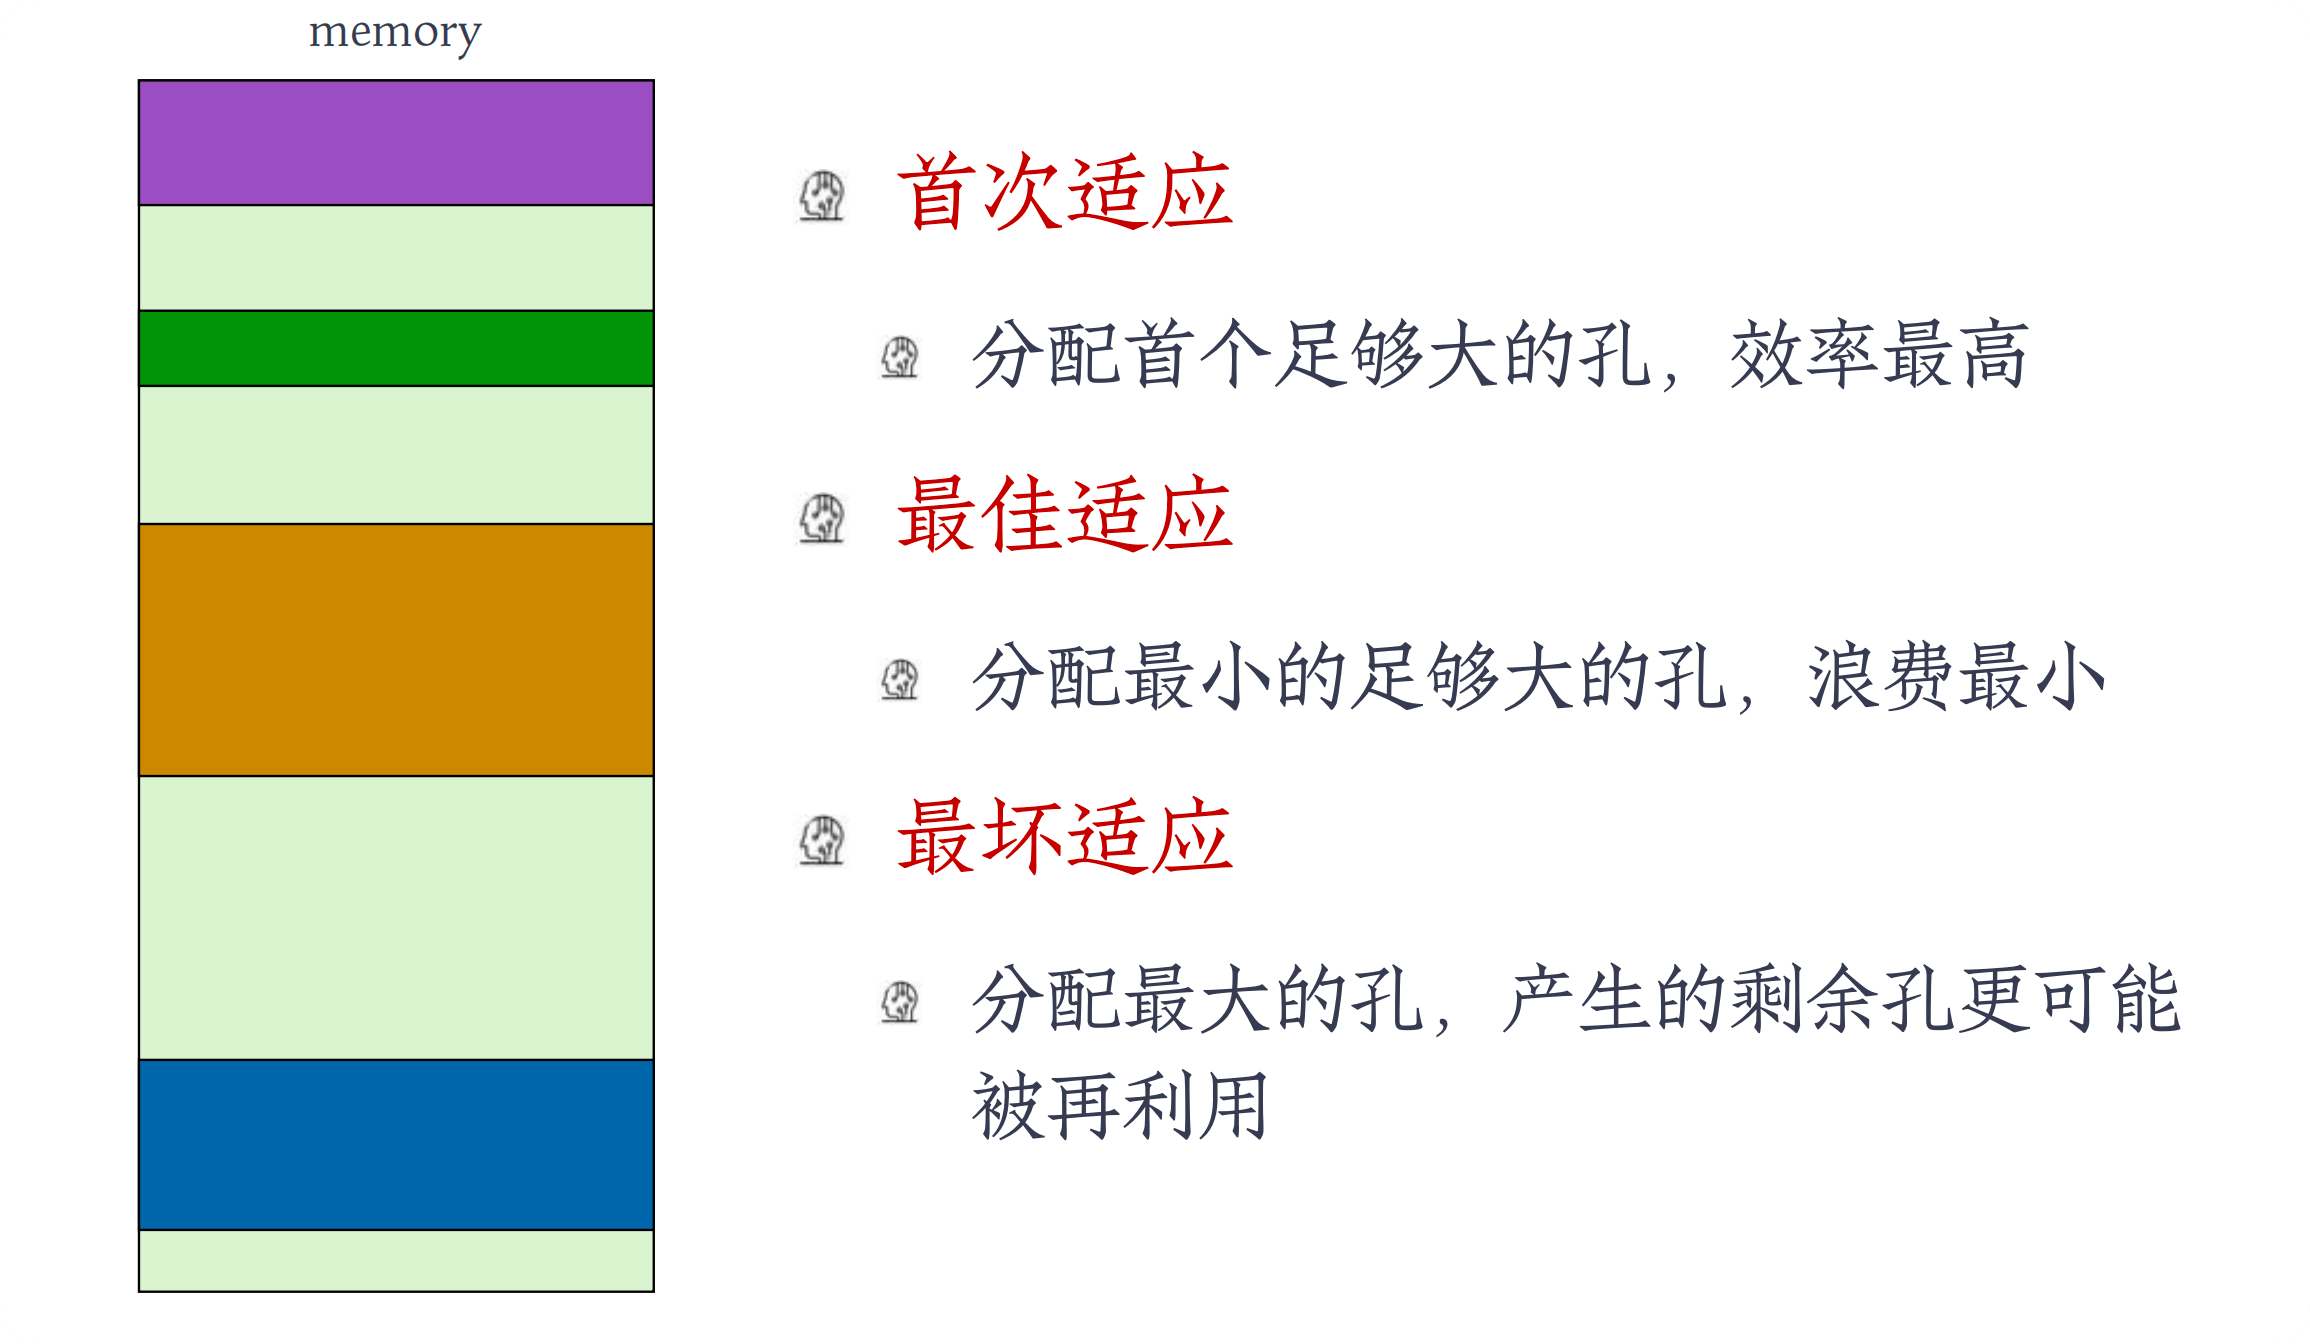 memory
首次适应
分配首个足够大的孔，效率最高
最佳适应
分配最小的足够大的孔，浪费最小
最坏适应
分配最大的孔，产生的剩余孔更可能
被再利用